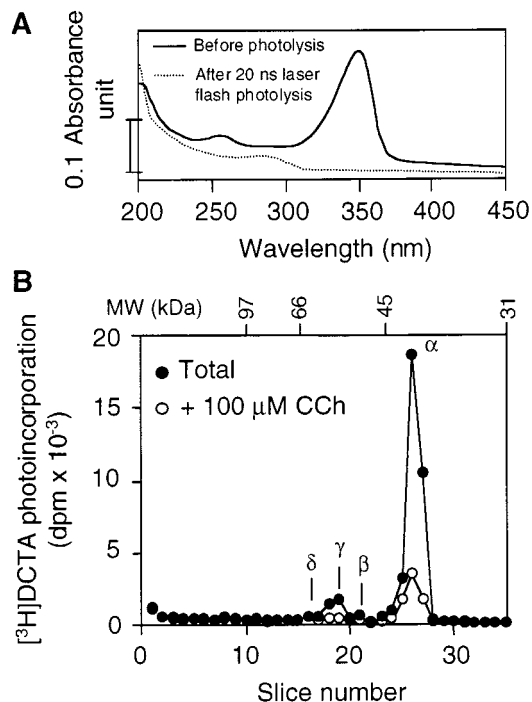 A
0.1 Absorbance
unit
Before photolysis
After 20 ns laser
flash photolysis
200 250 300 350 400 450
Wavelength (nm)
B
MW (kDa) 97 66 45 31
[³H]DCTA photoincorporation
(dpm x 10⁻³)
20
15
10
5
0
Total
+ 100 μM CCh
α
δ γ β
0 10 20 30
Slice number